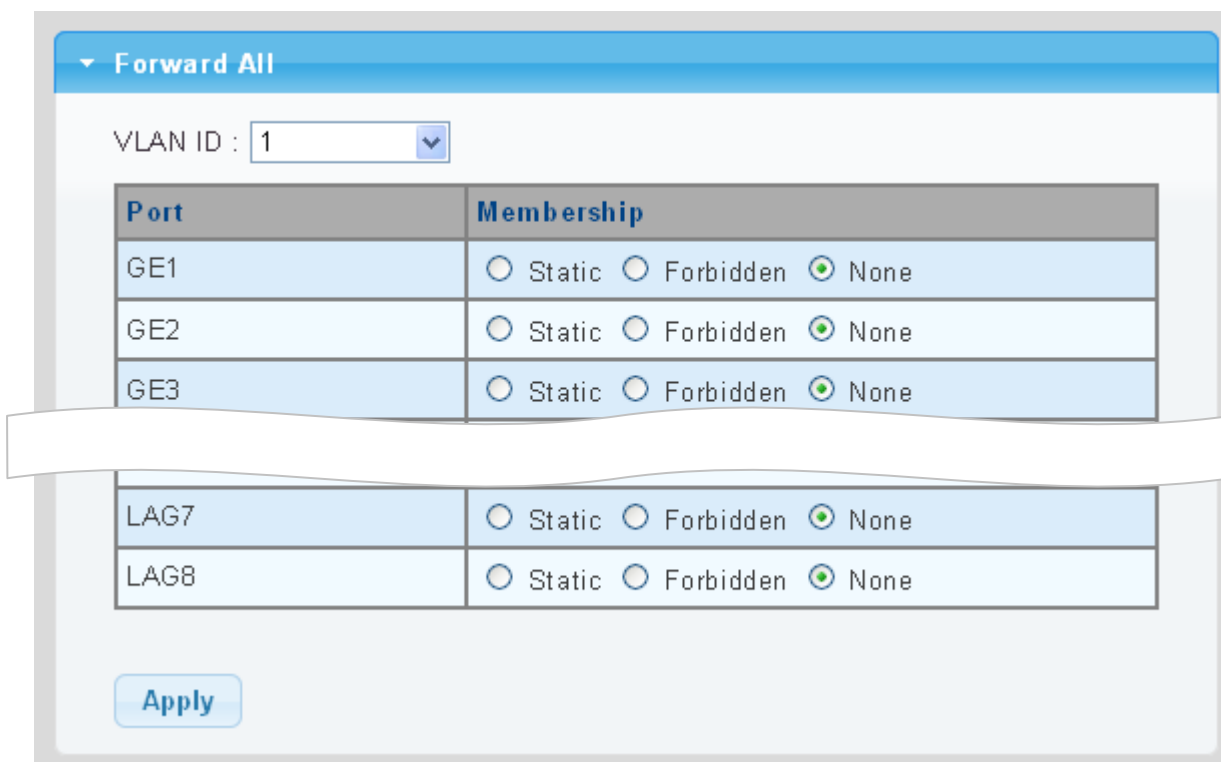 Forward All
VLAN ID : 1
Port Membership
GE1 Static Forbidden None
GE2 Static Forbidden None
GE3 Static Forbidden None
LAG7 Static Forbidden None
LAG8 Static Forbidden None
Apply